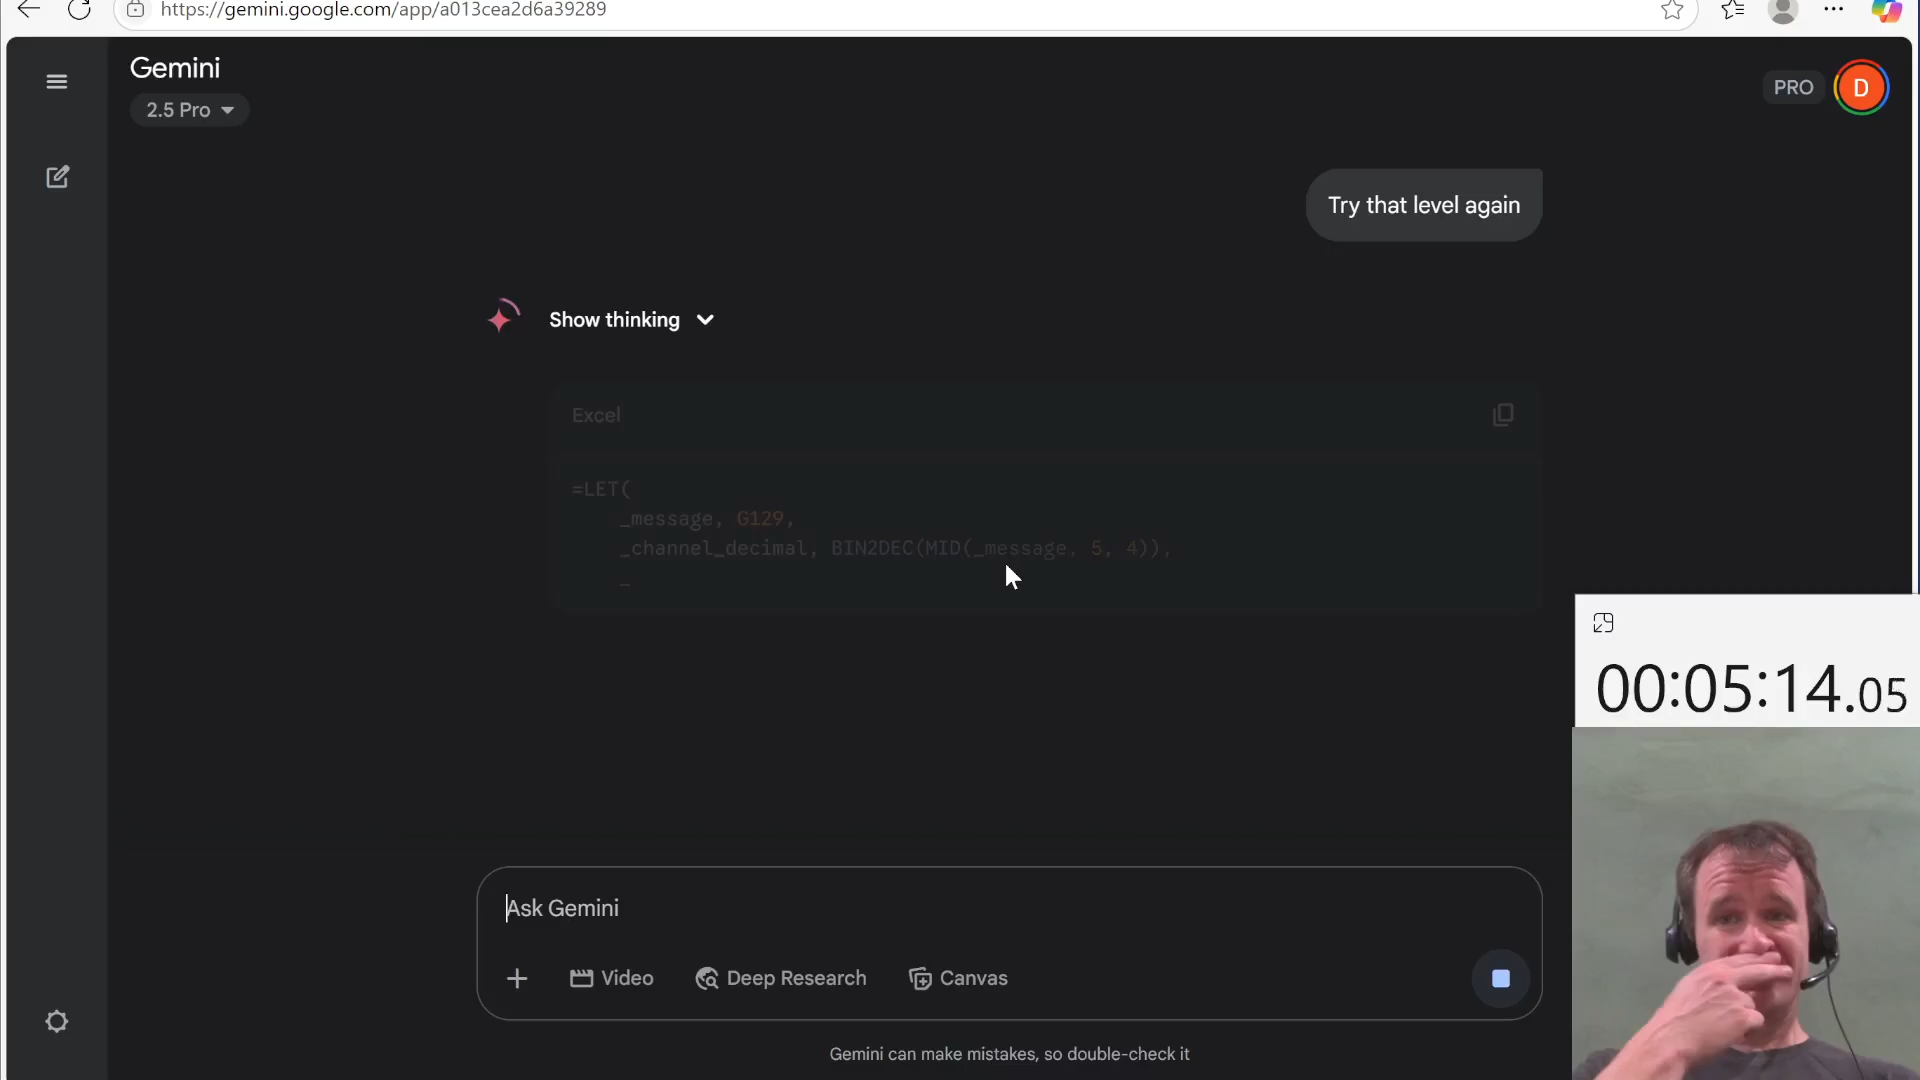 https://gemini.google.com/app/a013cea2d6a39289
Gemini
2.5 Pro
PRO
D
Try that level again
Show thinking
Excel
=LET(
_message, G129,
_channel_decimal, BIN2DEC(MID(_message, 5, 4)),
_
00:05:14.05
Ask Gemini
Video
Deep Research
Canvas
Gemini can make mistakes, so double-check it